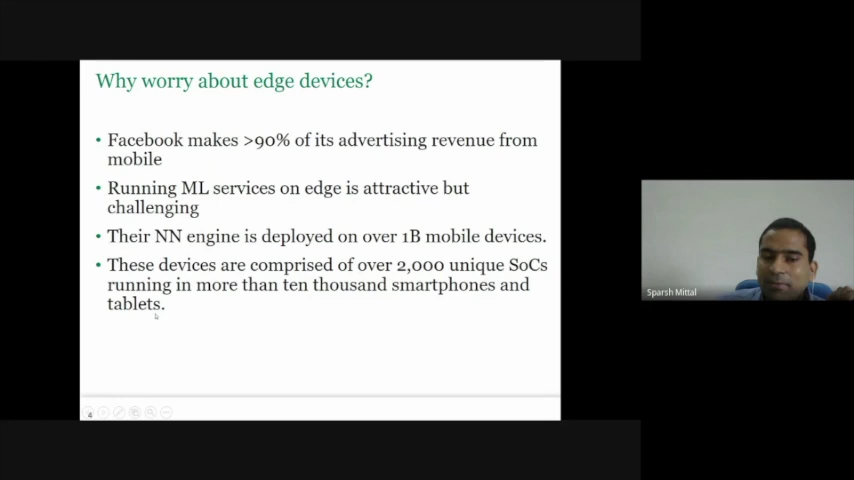 Why worry about edge devices?
• Facebook makes >90% of its advertising revenue from
mobile
• Running ML services on edge is attractive but
challenging
• Their NN engine is deployed on over 1B mobile devices.
• These devices are comprised of over 2,000 unique SoCs
running in more than ten thousand smartphones and
tablets.
4
Sparsh Mittal